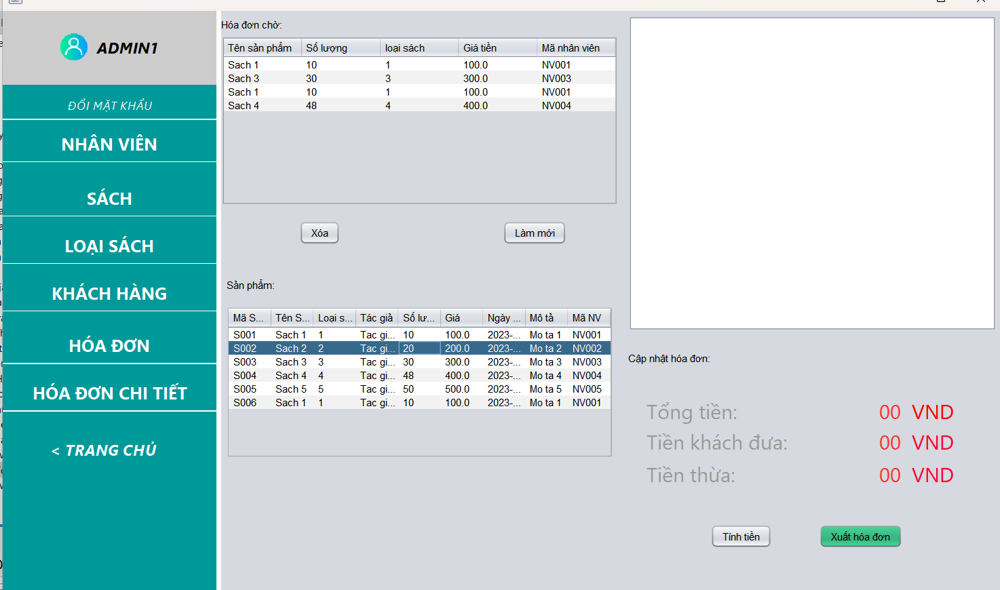 ADMIN1
ĐỔI MẶT KHẨU
NHÂN VIÊN
SÁCH
LOẠI SÁCH
KHÁCH HÀNG
HÓA ĐƠN
HÓA ĐƠN CHI TIẾT
< TRANG CHỦ
Hóa đơn chờ:
Tên sản phẩm Số lượng loại sách Giá tiền Mã nhân viên
Sach 1 10 1 100.0 NV001
Sach 3 30 3 300.0 NV003
Sach 1 10 1 100.0 NV001
Sach 4 48 4 400.0 NV004
Xóa Làm mới
Sản phẩm:
Mã S... Tên S... Loại s... Tác giả Số lư... Giá Ngày ... Mô tả Mã NV
S001 Sach 1 1 Tac gi... 10 100.0 2023-... Mo ta 1 NV001
S002 Sach 2 2 Tac gi... 20 200.0 2023-... Mo ta 2 NV002
S003 Sach 3 3 Tac gi... 30 300.0 2023-... Mo ta 3 NV003
S004 Sach 4 4 Tac gi... 48 400.0 2023-... Mo ta 4 NV004
S005 Sach 5 5 Tac gi... 50 500.0 2023-... Mo ta 5 NV005
S006 Sach 1 1 Tac gi... 10 100.0 2023-... Mo ta 1 NV001
Cập nhật hóa đơn:
Tổng tiền: 00 VND
Tiền khách đưa: 00 VND
Tiền thừa: 00 VND
Tính tiền Xuất hóa đơn